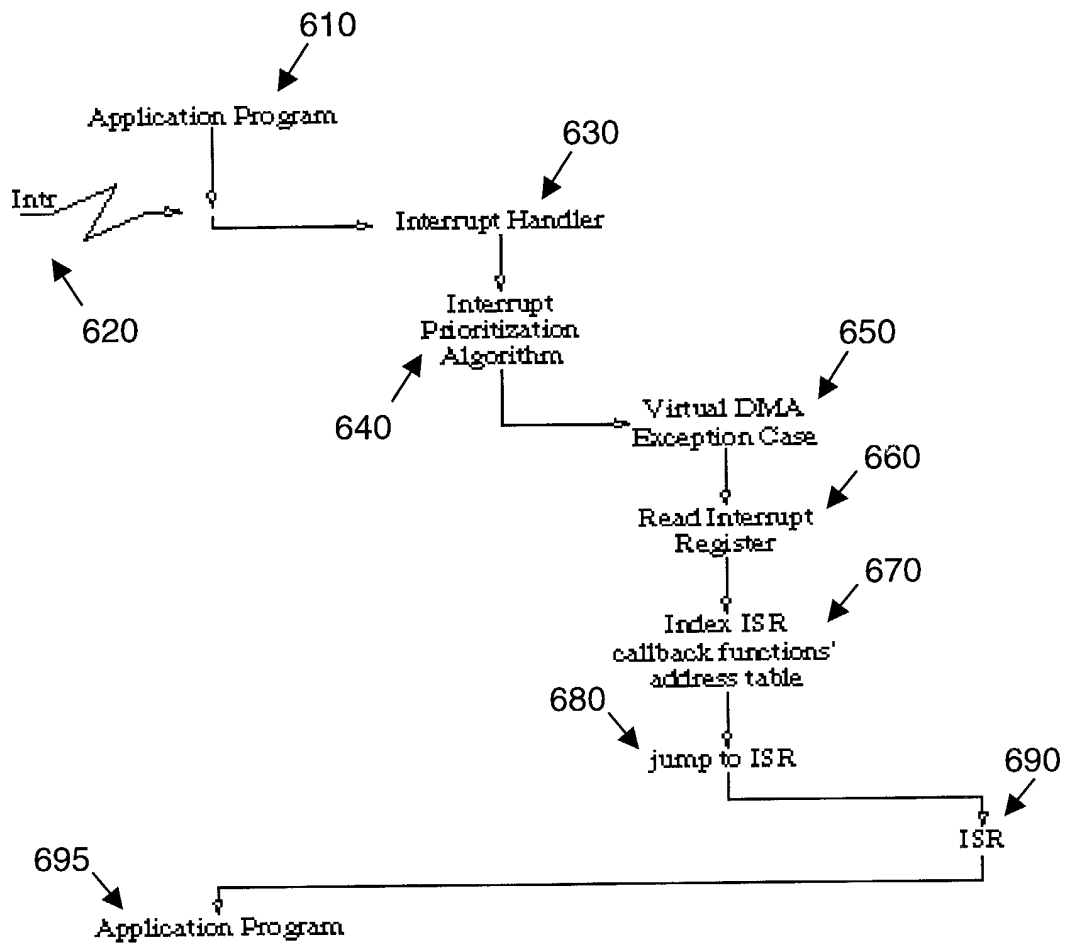 610
Application Program
630
Intr
Interrupt Handler
620
Interrupt
Prioritization
Algorithm
640
650
Virtual DMA
Exception Case
660
Read Interrupt
Register
670
Index ISR
callback functions'
address table
680
jump to ISR
690
ISR
695
Application Program